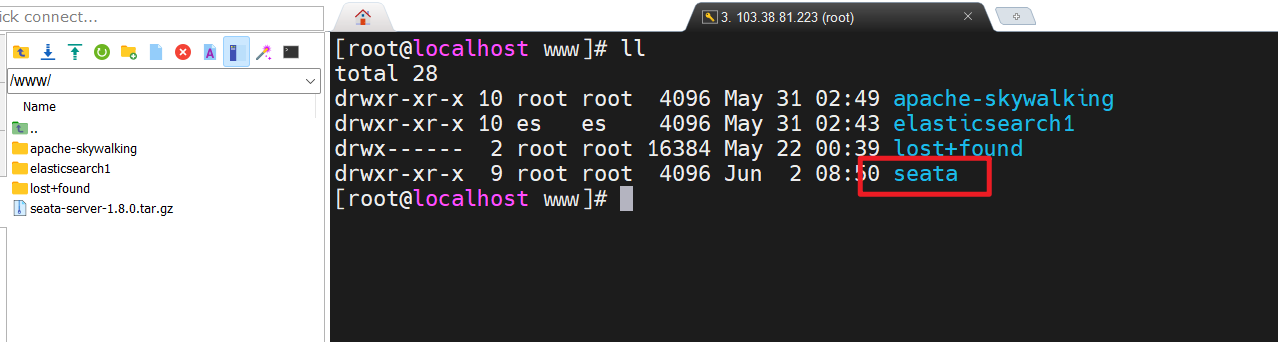 ick connect...
3. 103.38.81.223 (root)
/www/
Name
..
apache-skywalking
elasticsearch1
lost+found
seata-server-1.8.0.tar.gz
[root@localhost www]# ll
total 28
drwxr-xr-x 10 root root  4096 May 31 02:49 apache-skywalking
drwxr-xr-x 10 es   es    4096 May 31 02:43 elasticsearch1
drwx------  2 root root 16384 May 22 00:39 lost+found
drwxr-xr-x  9 root root  4096 Jun  2 08:50 seata
[root@localhost www]#